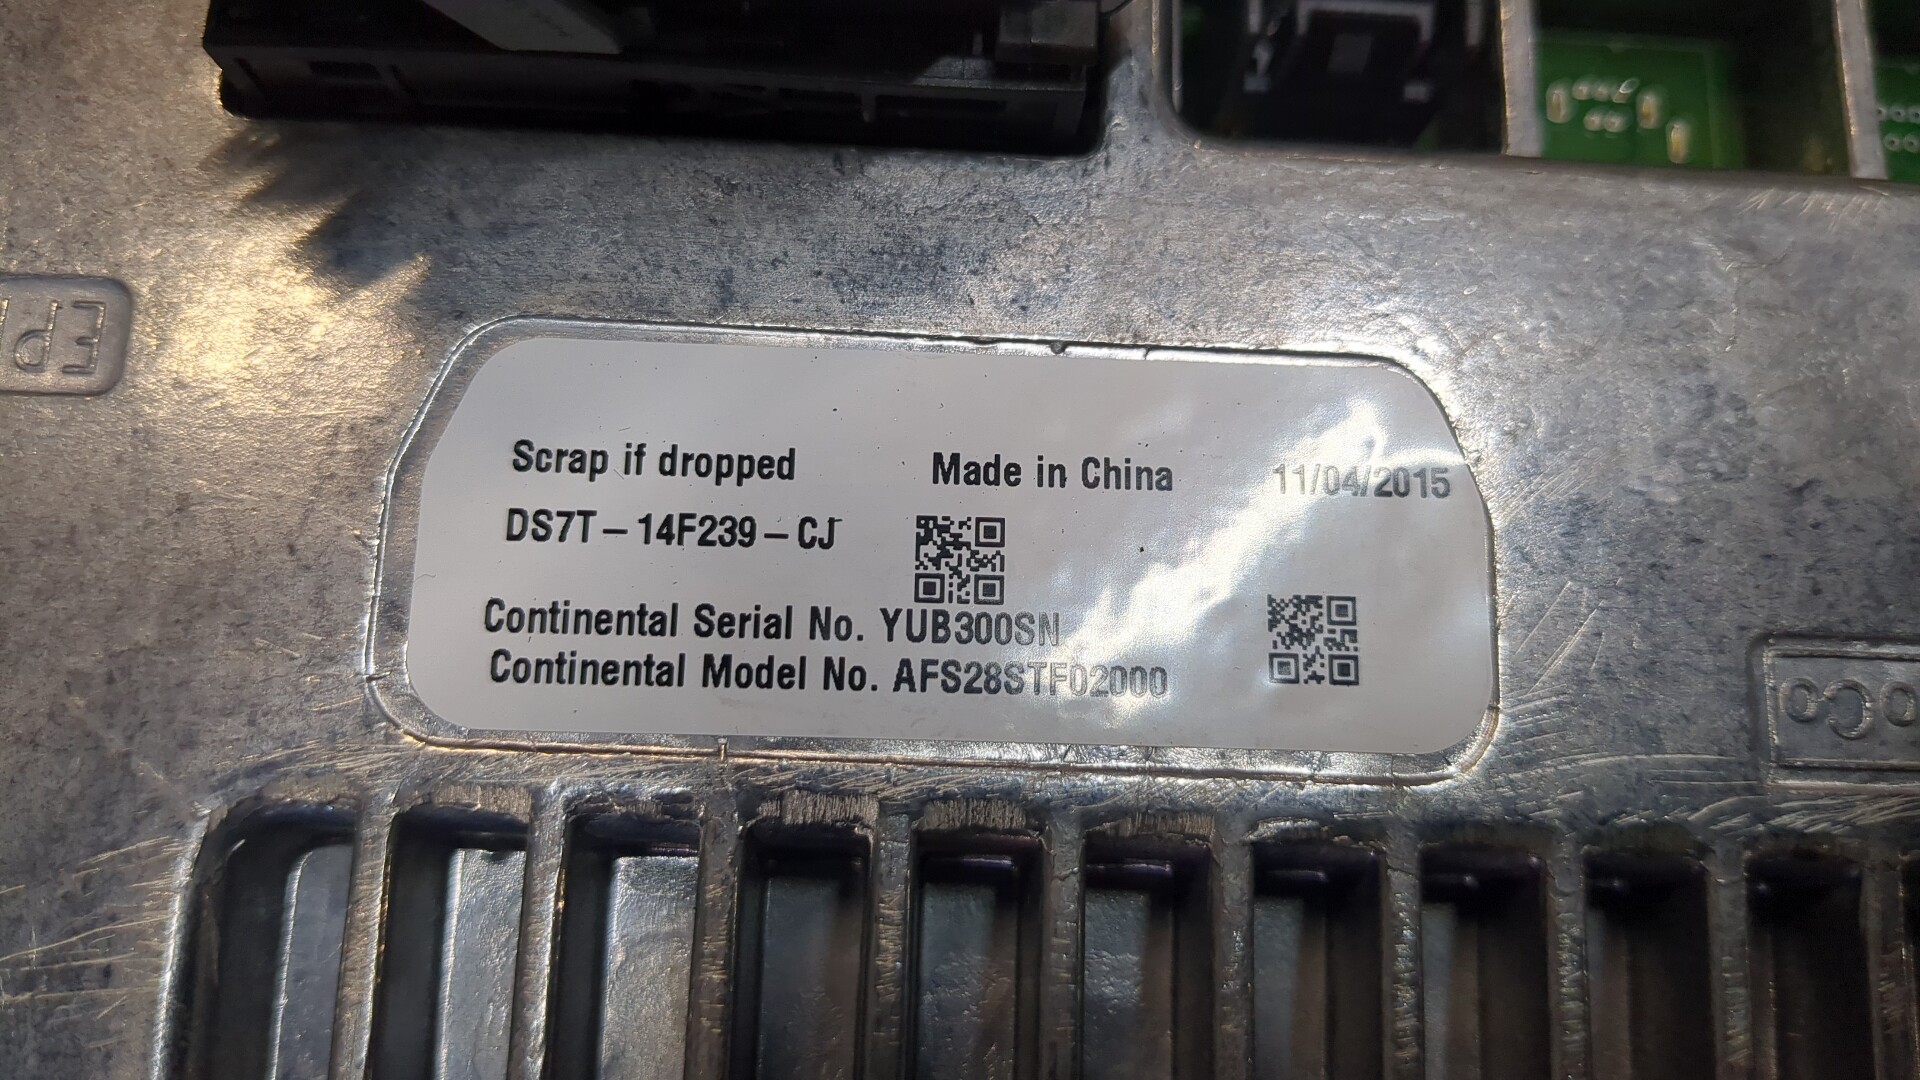 Scrap if dropped Made in China 11/04/2015
DS7T-14F239-CJ
Continental Serial No. YUB300SN
Continental Model No. AFS28STF02000